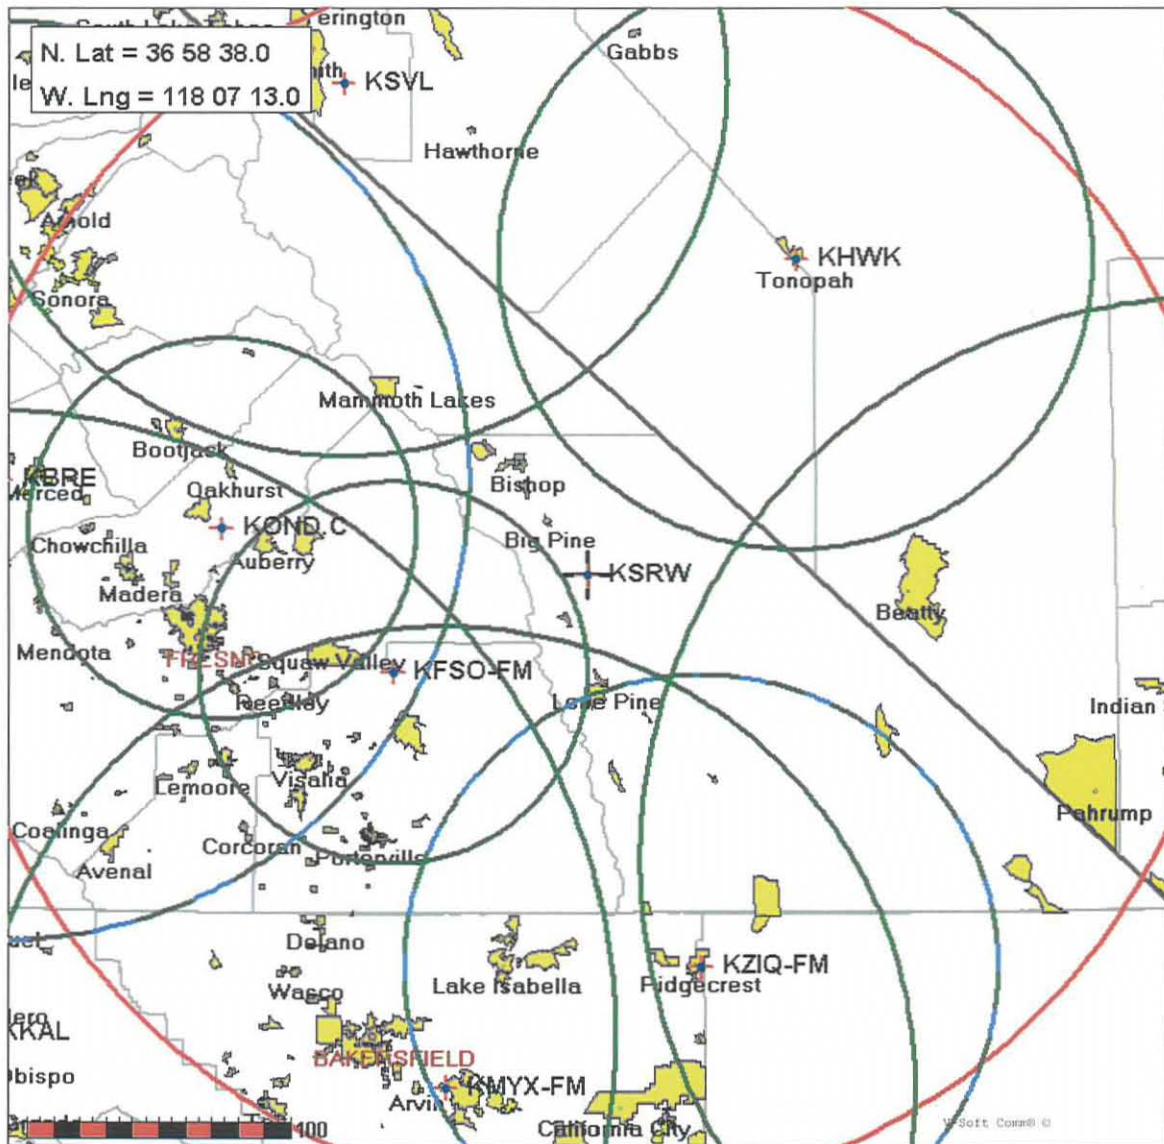 erington
N. Lat = 36 58 38.0
W. Lng = 118 07 13.0
KSVL
Gabbs
Hawthorne
Arnold
KHWK
Tonopah
Sonora
Mammoth Lakes
Bootjack
Bishop
KBRE
Merced
Oakhurst
KOND.C
Chowchilla
Auberry
Big Pine
KSRW
Madera
Beatty
Mendota
Squaw Valley
KFSO-FM
Reedley
Lone Pine
Indian
Lemoore
Visalia
Coalinga
Corcoran
Porterville
Pahrump
Avenal
Delano
KZIQ-FM
Lake Isabella
Ridgecrest
Wasco
KKAL
BAKERSFIELD
Obispo
KMYX-FM
Arvin
100
California City
V-Soft Comm® ©